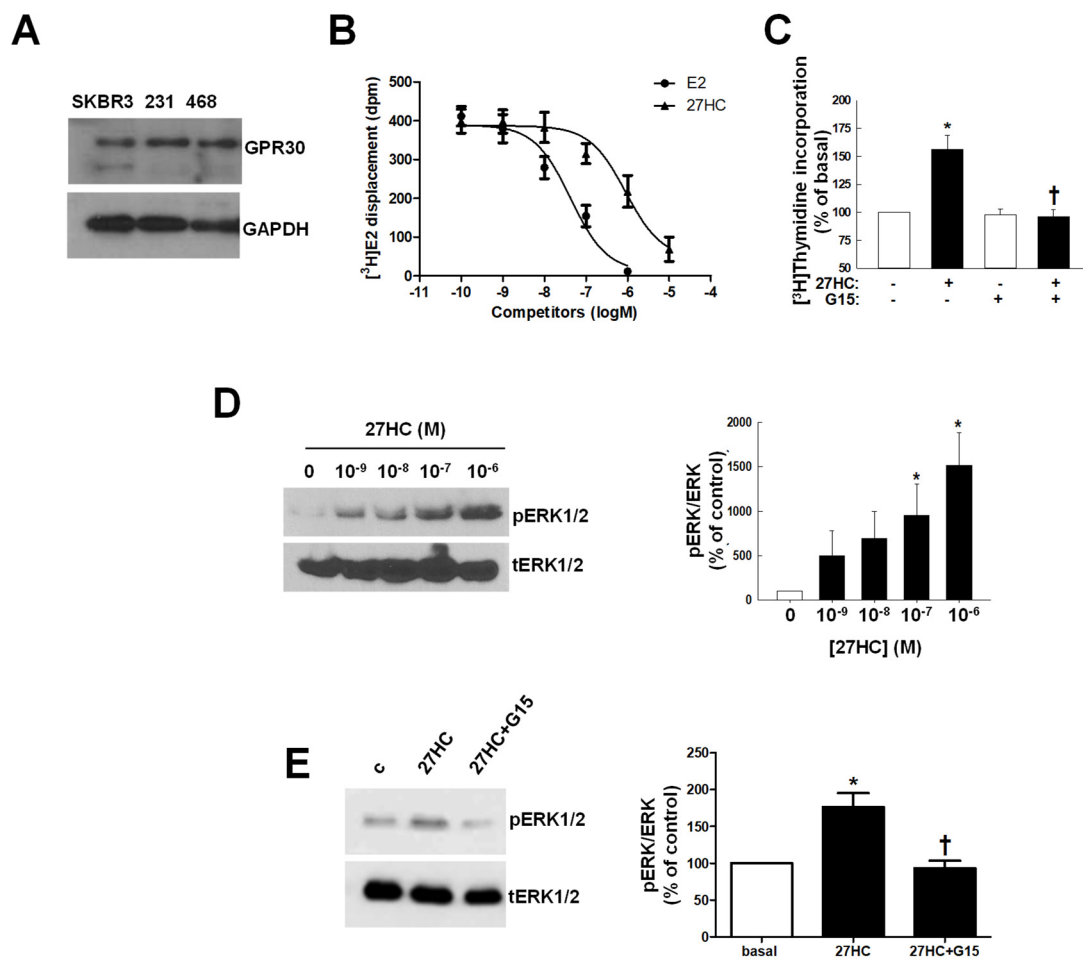 A
SKBR3 231 468
GPR30
GAPDH
B
[³H]E2 displacement (dpm)
500
400
300
200
100
0
-11 -10 -9 -8 -7 -6 -5 -4
Competitors (logM)
E2
27HC
C
[³H]Thymidine incorporation
(% of basal)
200
175
150
125
100
75
50
*
†
27HC: - + - +
G15: - - + +
D
27HC (M)
0 10⁻⁹ 10⁻⁸ 10⁻⁷ 10⁻⁶
pERK1/2
tERK1/2
pERK/ERK
(% of control)
2000
1500
1000
500
0
*
*
0 10⁻⁹ 10⁻⁸ 10⁻⁷ 10⁻⁶
[27HC] (M)
E
c 27HC 27HC+G15
pERK1/2
tERK1/2
pERK/ERK
(% of control)
250
200
150
100
50
0
*
†
basal 27HC 27HC+G15